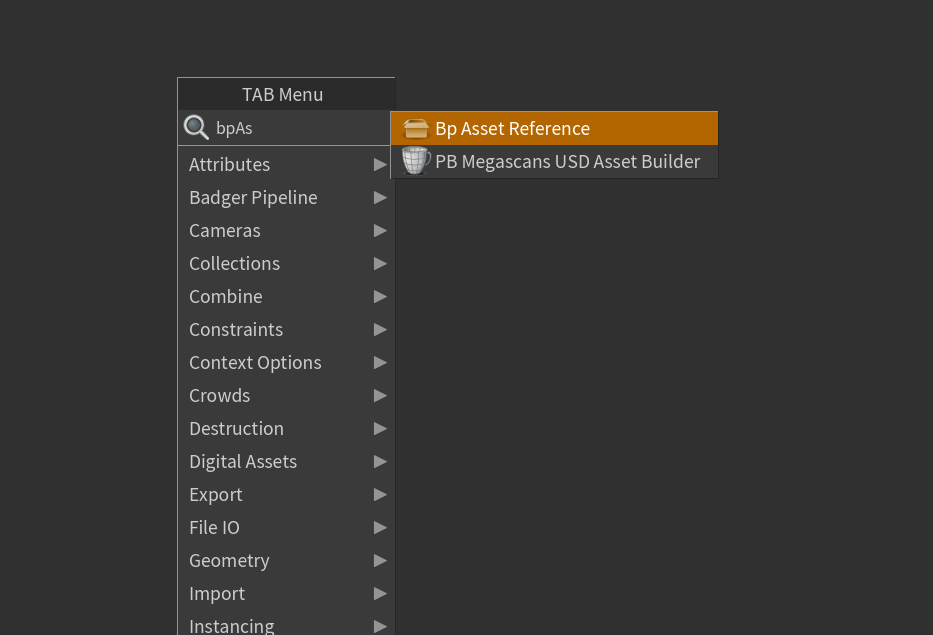 TAB Menu
bpAs
Bp Asset Reference
PB Megascans USD Asset Builder
Attributes
Badger Pipeline
Cameras
Collections
Combine
Constraints
Context Options
Crowds
Destruction
Digital Assets
Export
File IO
Geometry
Import
Instancing